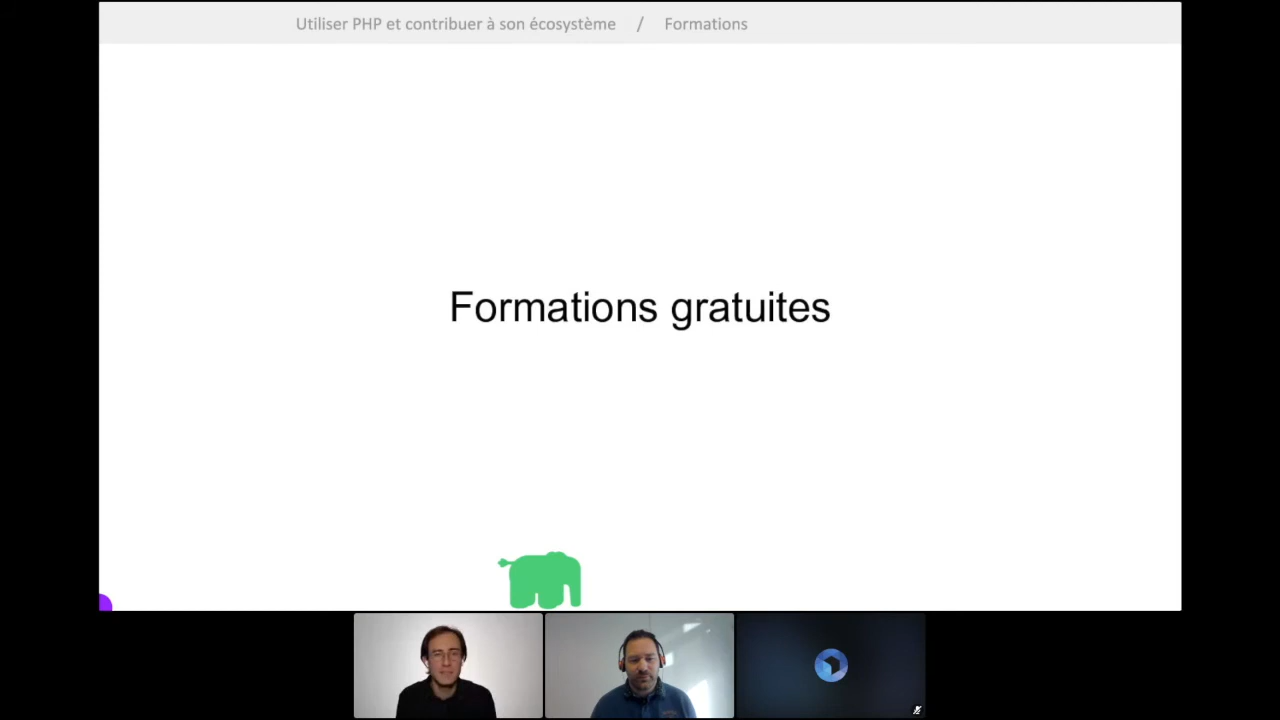 Utiliser PHP et contribuer à son écosystème / Formations
Formations gratuites